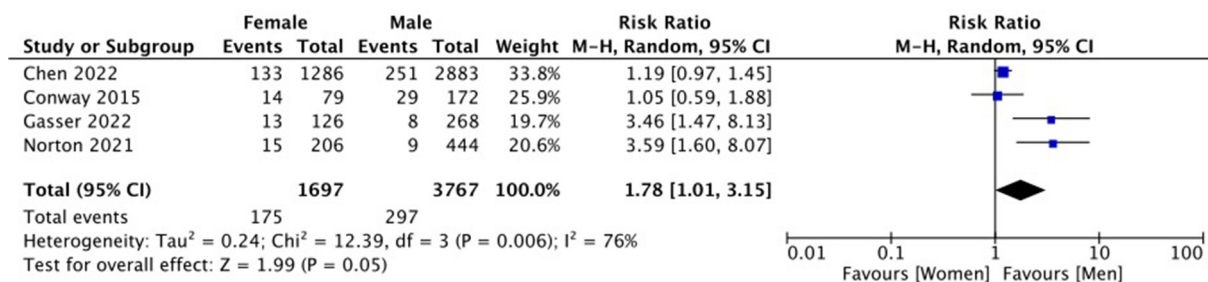 Female Male Risk Ratio Risk Ratio
Study or Subgroup Events Total Events Total Weight M-H, Random, 95% CI M-H, Random, 95% CI
Chen 2022 133 1286 251 2883 33.8% 1.19 [0.97, 1.45]
Conway 2015 14 79 29 172 25.9% 1.05 [0.59, 1.88]
Gasser 2022 13 126 8 268 19.7% 3.46 [1.47, 8.13]
Norton 2021 15 206 9 444 20.6% 3.59 [1.60, 8.07]
Total (95% CI) 1697 3767 100.0% 1.78 [1.01, 3.15]
Total events 175 297
Heterogeneity: Tau² = 0.24; Chi² = 12.39, df = 3 (P = 0.006); I² = 76%
Test for overall effect: Z = 1.99 (P = 0.05)
0.01 0.1 1 10 100
Favours [Women] Favours [Men]